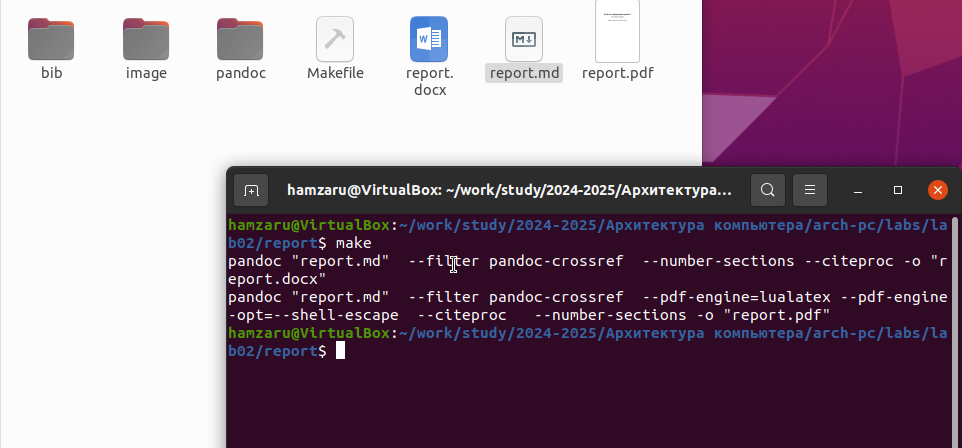 bib
image
pandoc
Makefile
report.
docx
report.md
report.pdf
hamzaru@VirtualBox: ~/work/study/2024-2025/Архитектура...
hamzaru@VirtualBox:~/work/study/2024-2025/Архитектура компьютера/arch-pc/labs/la
b02/report$ make
pandoc "report.md"  --filter pandoc-crossref  --number-sections --citeproc -o "r
eport.docx"
pandoc "report.md"  --filter pandoc-crossref  --pdf-engine=lualatex --pdf-engine
-opt=--shell-escape  --citeproc   --number-sections -o "report.pdf"
hamzaru@VirtualBox:~/work/study/2024-2025/Архитектура компьютера/arch-pc/labs/la
b02/report$